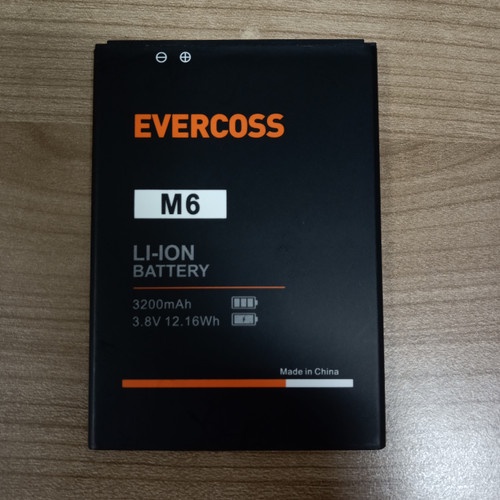 ⊖ ⊕
EVERCOSS
M6
LI-ION
BATTERY
3200mAh
3.8V 12.16Wh
Made in China